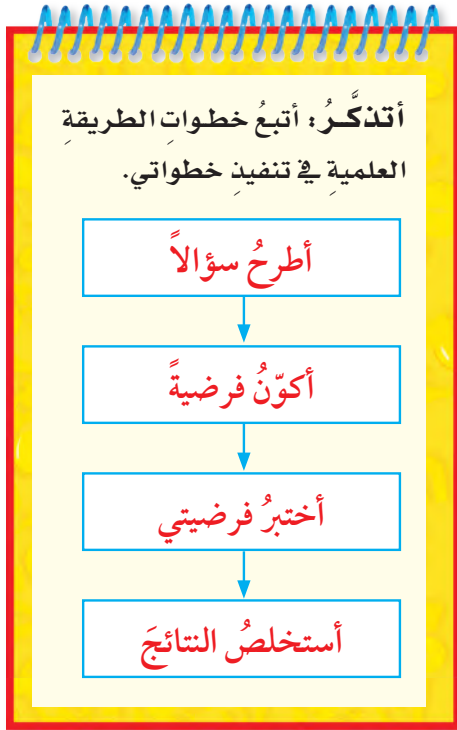 أتذكَّرُ: أتبعُ خطواتِ الطريقةِ
العلميةِ في تنفيذِ خطواتي.
أطرحُ سؤالاً
أكوّنُ فرضيةً
أختبرُ فرضيتي
أستخلصُ النتائجَ